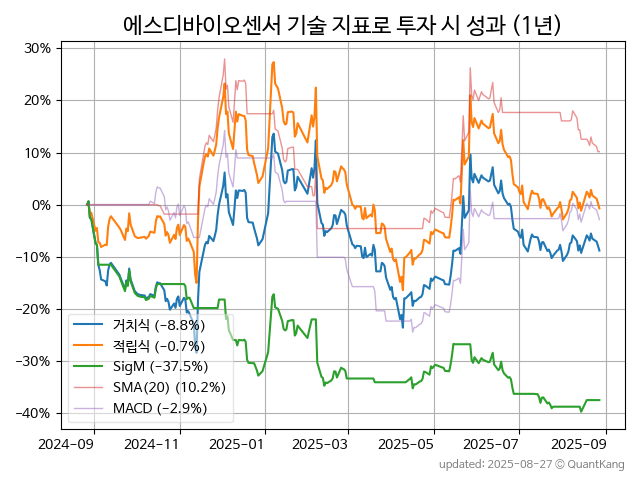 에스디바이오센서 기술 지표로 투자 시 성과 (1년)
30%
20%
10%
0%
−10%
−20%
−30%
−40%
거치식 (−8.8%)
적립식 (−0.7%)
SigM (−37.5%)
SMA(20) (10.2%)
MACD (−2.9%)
2024-09 2024-11 2025-01 2025-03 2025-05 2025-07 2025-09
updated: 2025-08-27 © QuantKang